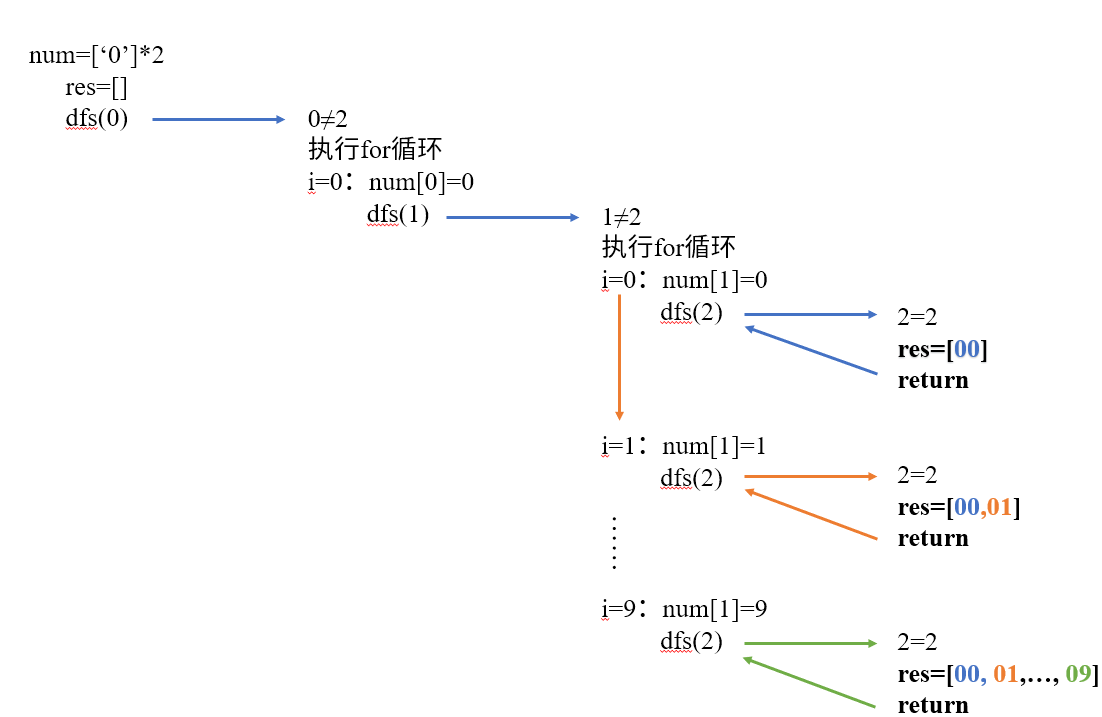 num=[‘0’]*2
res=[]
dfs(0)
0≠2
执行for循环
i=0：num[0]=0
dfs(1)
1≠2
执行for循环
i=0：num[1]=0
dfs(2)
2=2
res=[00]
return
i=1：num[1]=1
dfs(2)
2=2
res=[00,01]
return
……
i=9：num[1]=9
dfs(2)
2=2
res=[00, 01,…, 09]
return